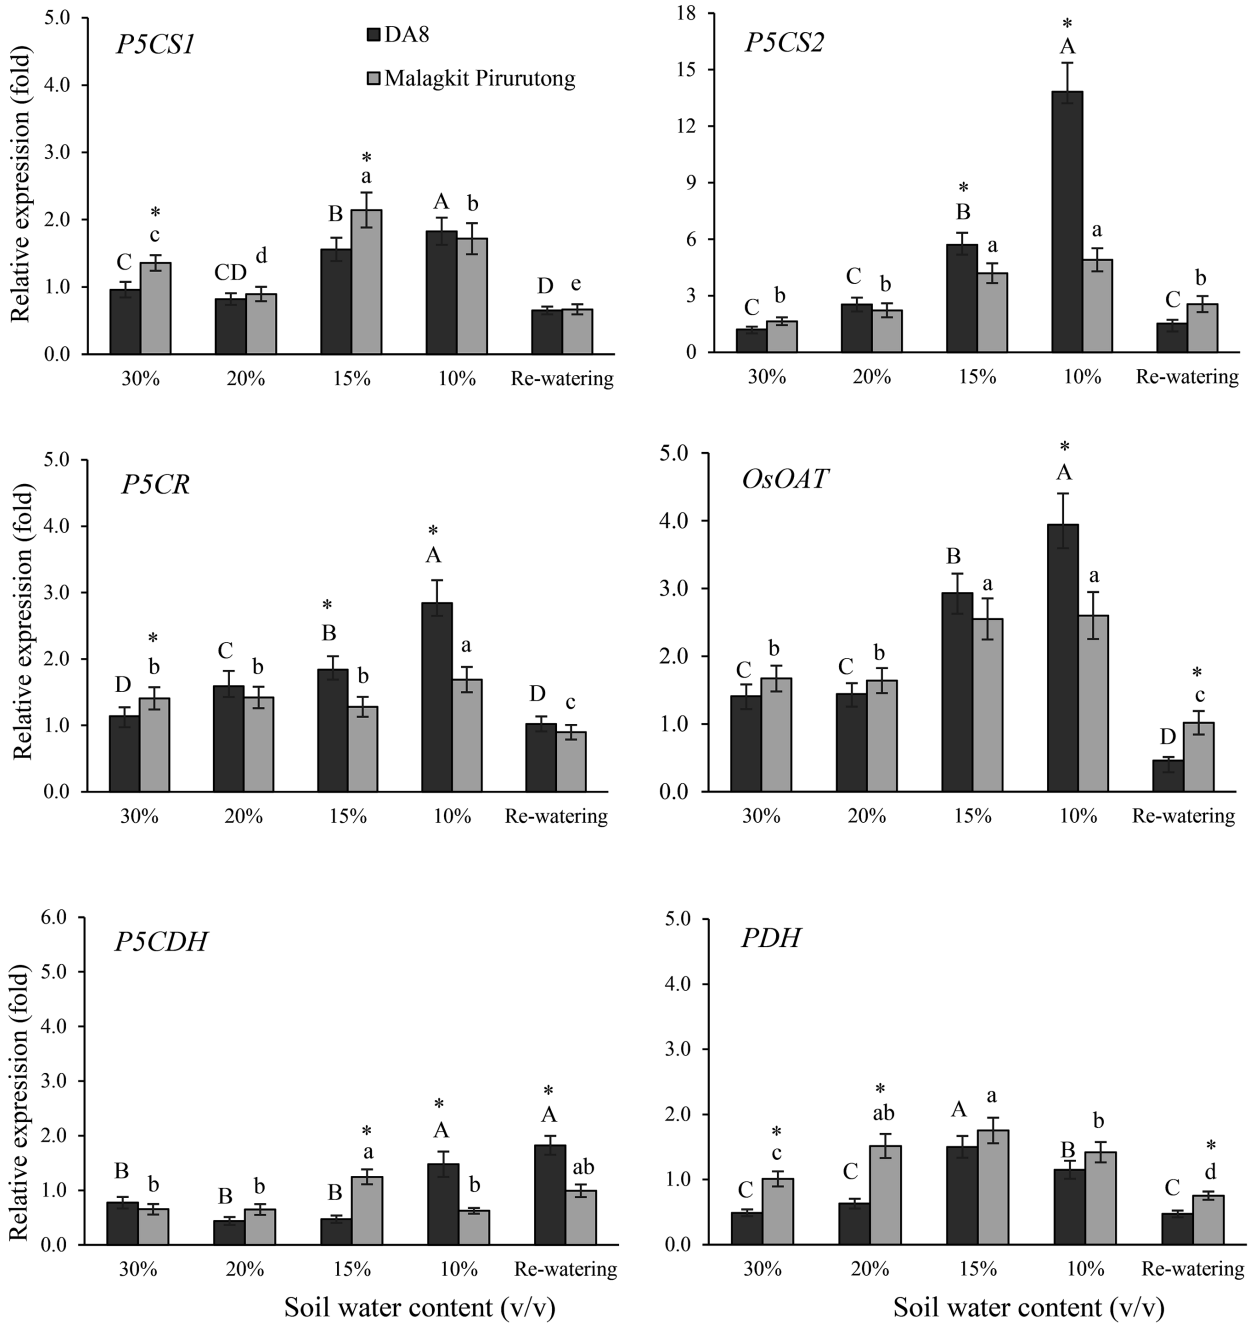 P5CS1
DA8
Malagkit Pirurutong
Relative expresision (fold)
5.0
4.0
3.0
2.0
1.0
0.0
C
*
c
CD
d
B
*
a
A
b
D
e
30%
20%
15%
10%
Re-watering
P5CS2
18
15
12
9
6
3
0
C
b
C
b
*
B
a
*
A
a
C
b
30%
20%
15%
10%
Re-watering
P5CR
Relative expresision (fold)
5.0
4.0
3.0
2.0
1.0
0.0
D
*
b
C
b
*
B
b
*
A
a
D
c
30%
20%
15%
10%
Re-watering
OsOAT
5.0
4.0
3.0
2.0
1.0
0.0
C
b
C
b
B
a
*
A
a
D
*
c
30%
20%
15%
10%
Re-watering
P5CDH
Relative expresision (fold)
6.0
5.0
4.0
3.0
2.0
1.0
0.0
B
b
B
b
B
*
a
*
A
b
*
A
ab
30%
20%
15%
10%
Re-watering
Soil water content (v/v)
PDH
5.0
4.0
3.0
2.0
1.0
0.0
C
*
c
C
*
ab
A
a
B
b
C
*
d
30%
20%
15%
10%
Re-watering
Soil water content (v/v)